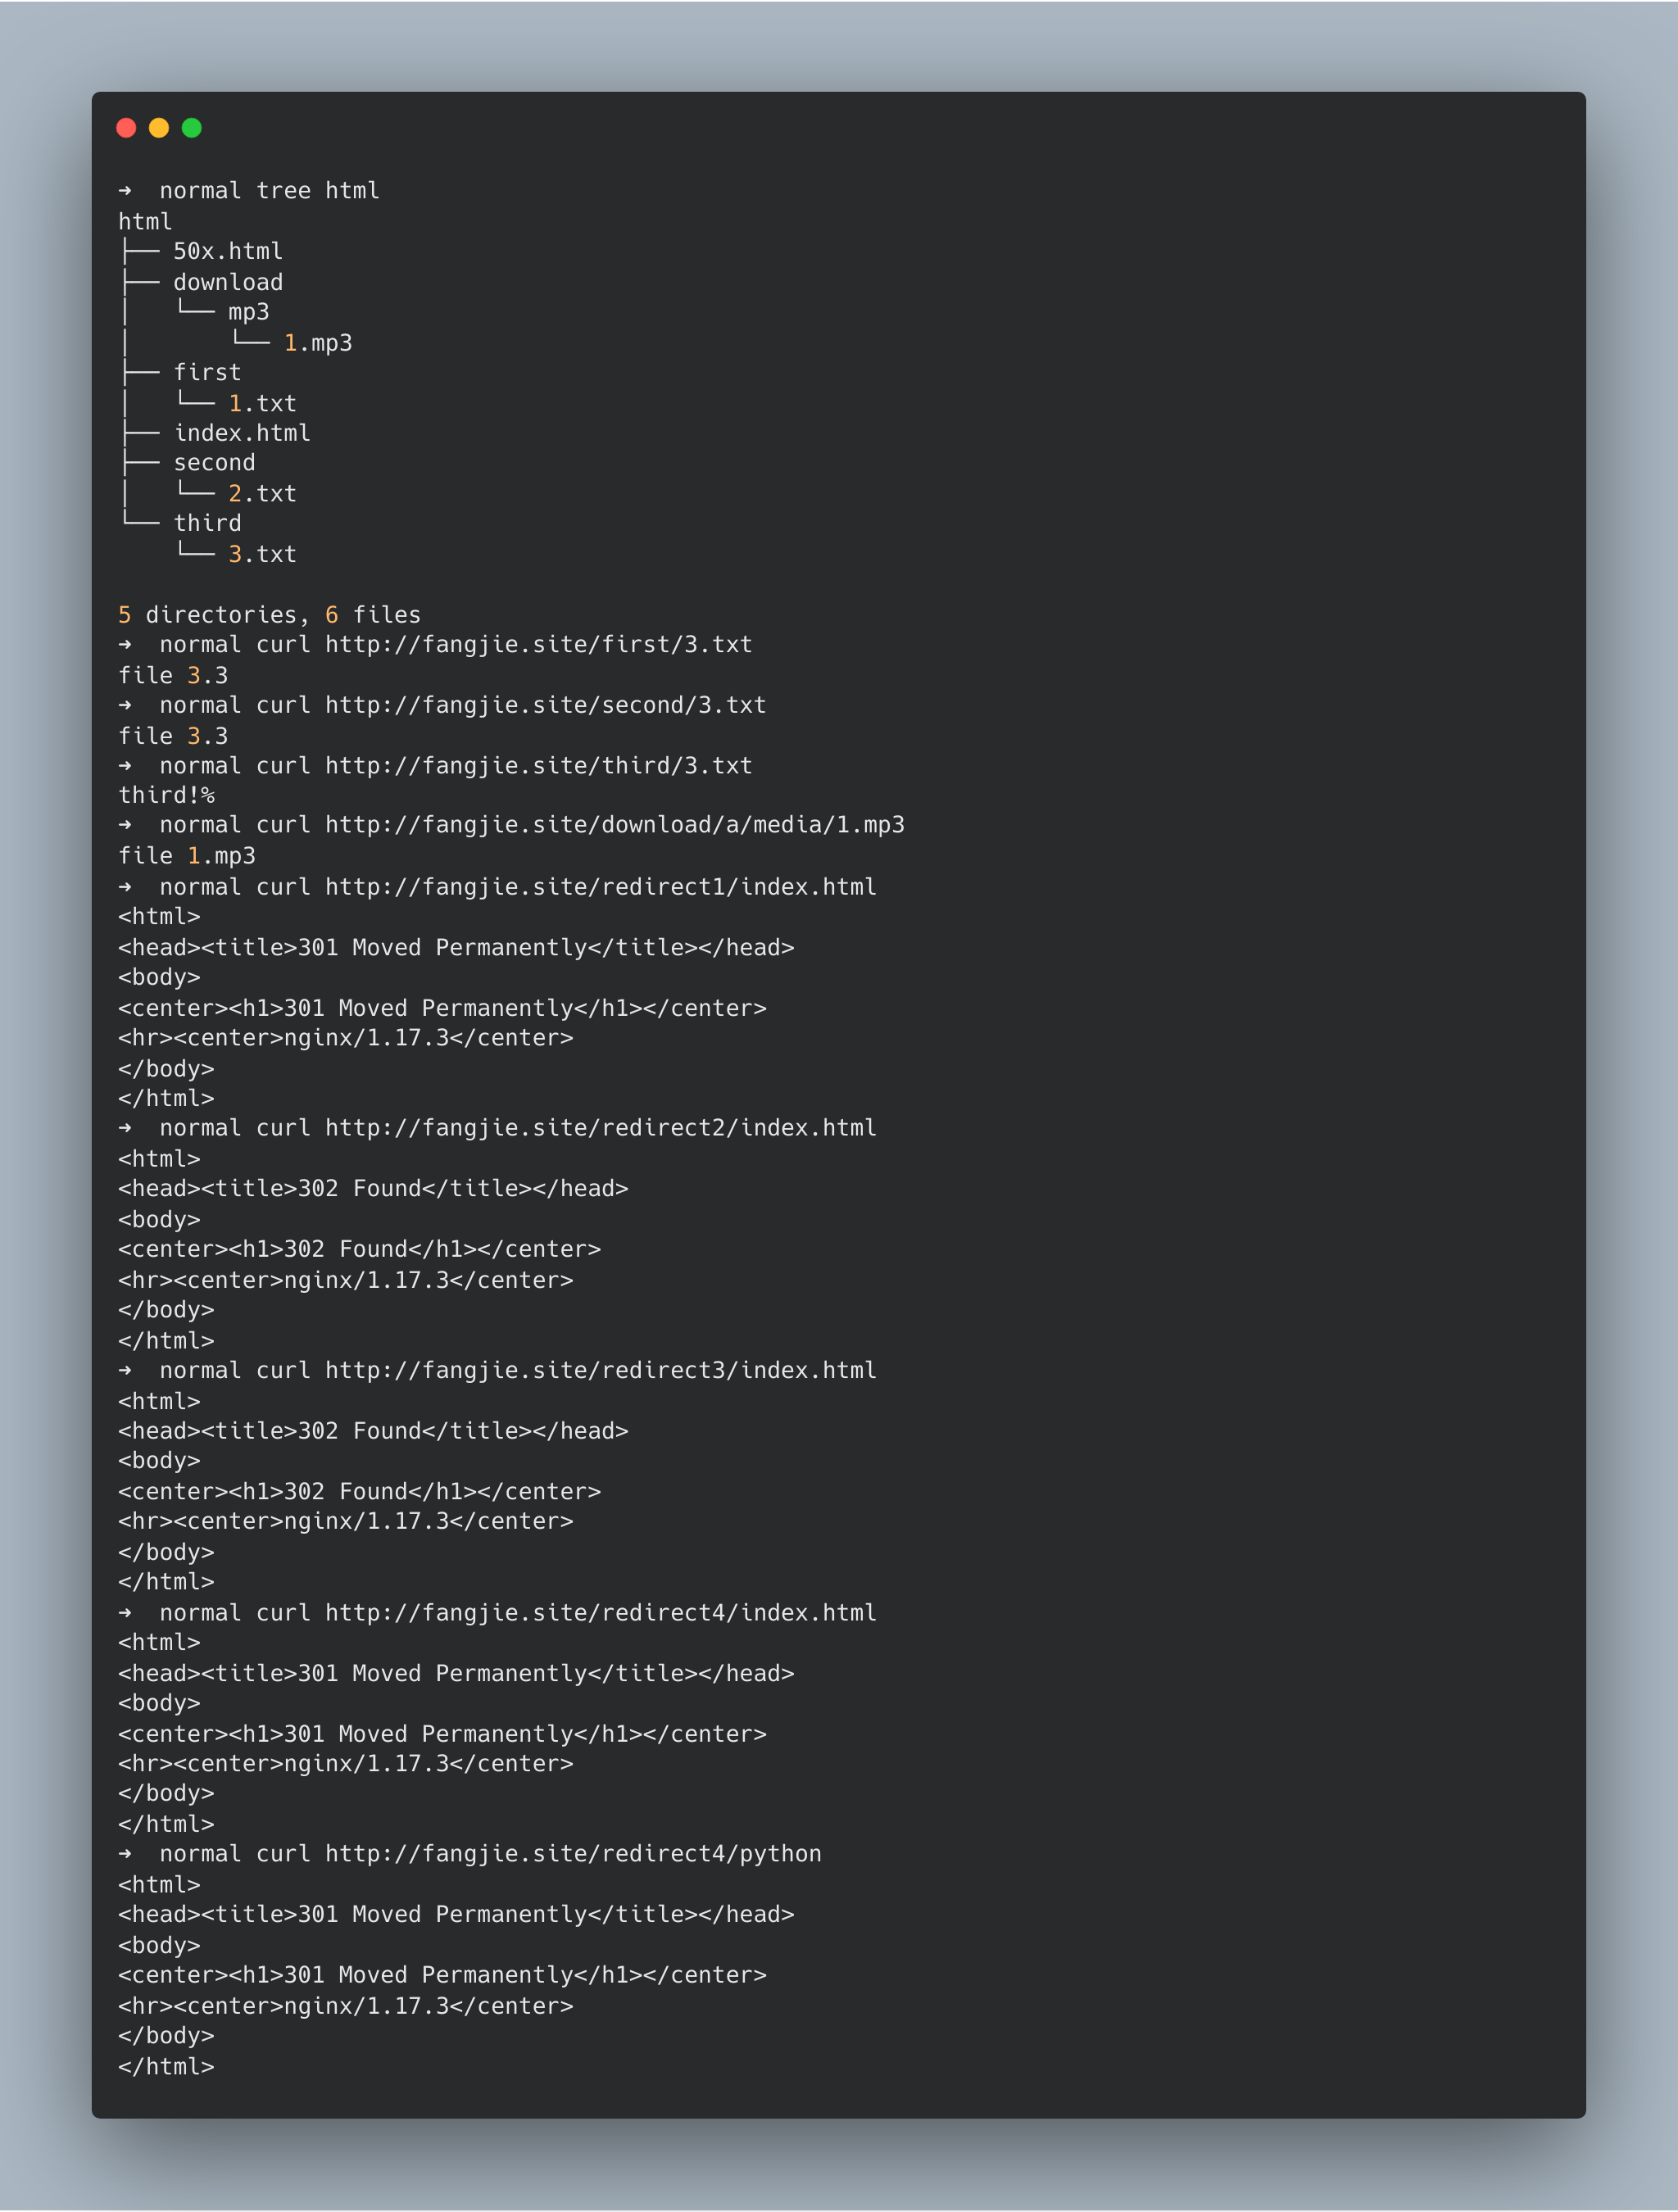 ➜  normal tree html
html
├── 50x.html
├── download
│   └── mp3
│       └── 1.mp3
├── first
│   └── 1.txt
├── index.html
├── second
│   └── 2.txt
└── third
    └── 3.txt

5 directories, 6 files
➜  normal curl http://fangjie.site/first/3.txt
file 3.3
➜  normal curl http://fangjie.site/second/3.txt
file 3.3
➜  normal curl http://fangjie.site/third/3.txt
third!%
➜  normal curl http://fangjie.site/download/a/media/1.mp3
file 1.mp3
➜  normal curl http://fangjie.site/redirect1/index.html
<html>
<head><title>301 Moved Permanently</title></head>
<body>
<center><h1>301 Moved Permanently</h1></center>
<hr><center>nginx/1.17.3</center>
</body>
</html>
➜  normal curl http://fangjie.site/redirect2/index.html
<html>
<head><title>302 Found</title></head>
<body>
<center><h1>302 Found</h1></center>
<hr><center>nginx/1.17.3</center>
</body>
</html>
➜  normal curl http://fangjie.site/redirect3/index.html
<html>
<head><title>302 Found</title></head>
<body>
<center><h1>302 Found</h1></center>
<hr><center>nginx/1.17.3</center>
</body>
</html>
➜  normal curl http://fangjie.site/redirect4/index.html
<html>
<head><title>301 Moved Permanently</title></head>
<body>
<center><h1>301 Moved Permanently</h1></center>
<hr><center>nginx/1.17.3</center>
</body>
</html>
➜  normal curl http://fangjie.site/redirect4/python
<html>
<head><title>301 Moved Permanently</title></head>
<body>
<center><h1>301 Moved Permanently</h1></center>
<hr><center>nginx/1.17.3</center>
</body>
</html>